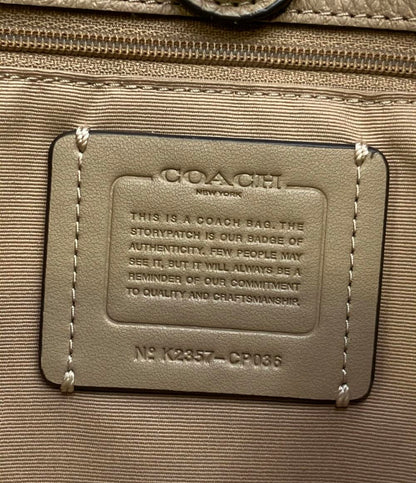 COACH
NEW YORK
THIS IS A COACH BAG. THE
STORYPATCH IS OUR BADGE OF
AUTHENTICITY. FEW PEOPLE MAY
SEE IT, BUT IT WILL ALWAYS BE A
REMINDER OF OUR COMMITMENT
TO QUALITY AND CRAFTSMANSHIP.
Nº K2357-CP036